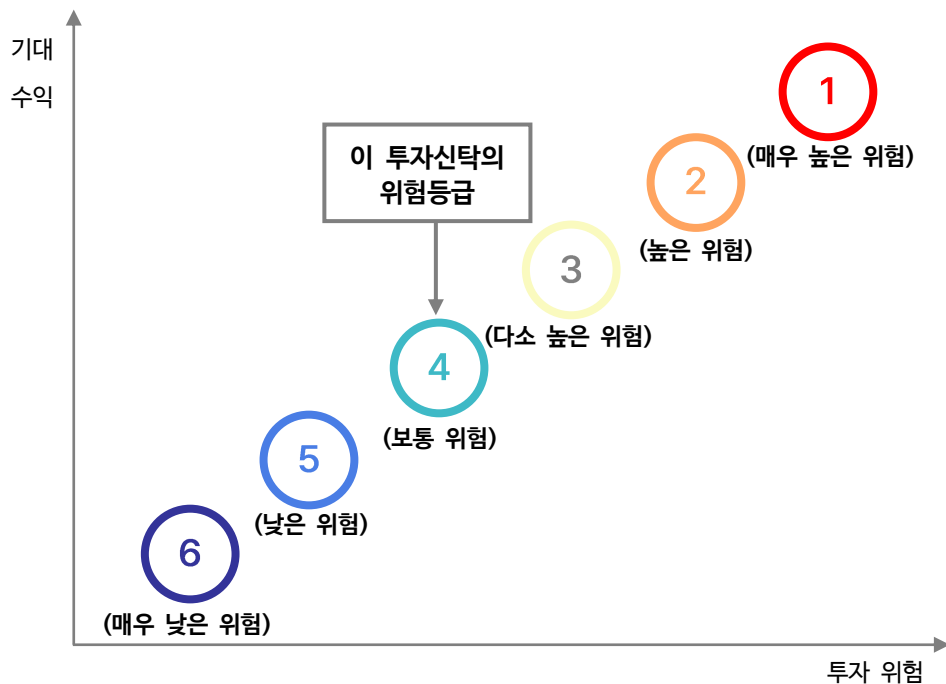 기대
수익
1
(매우 높은 위험)
이 투자신탁의
위험등급
2
(높은 위험)
3
(다소 높은 위험)
4
(보통 위험)
5
(낮은 위험)
6
(매우 낮은 위험)
투자 위험